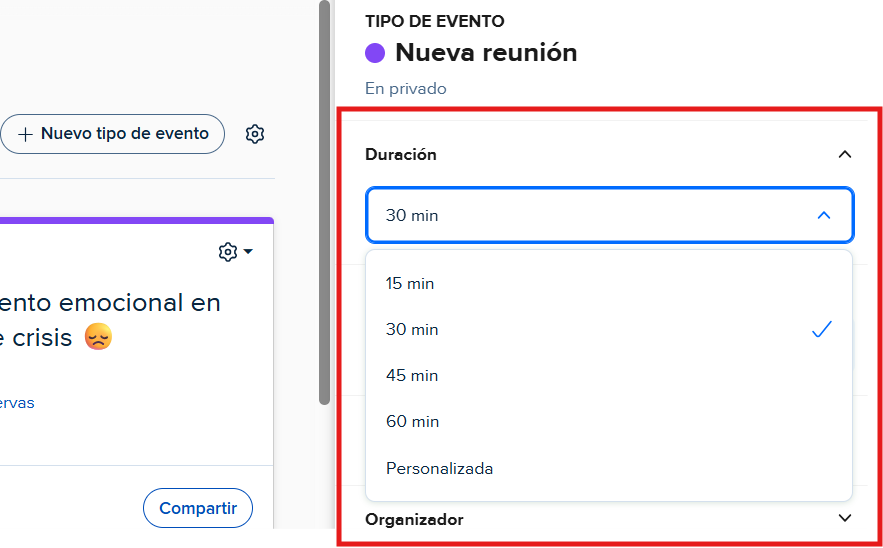 Nuevo tipo de evento
ento emocional en
e crisis
ervas
Compartir
TIPO DE EVENTO
Nueva reunión
En privado
Duración
30 min
15 min
30 min
45 min
60 min
Personalizada
Organizador